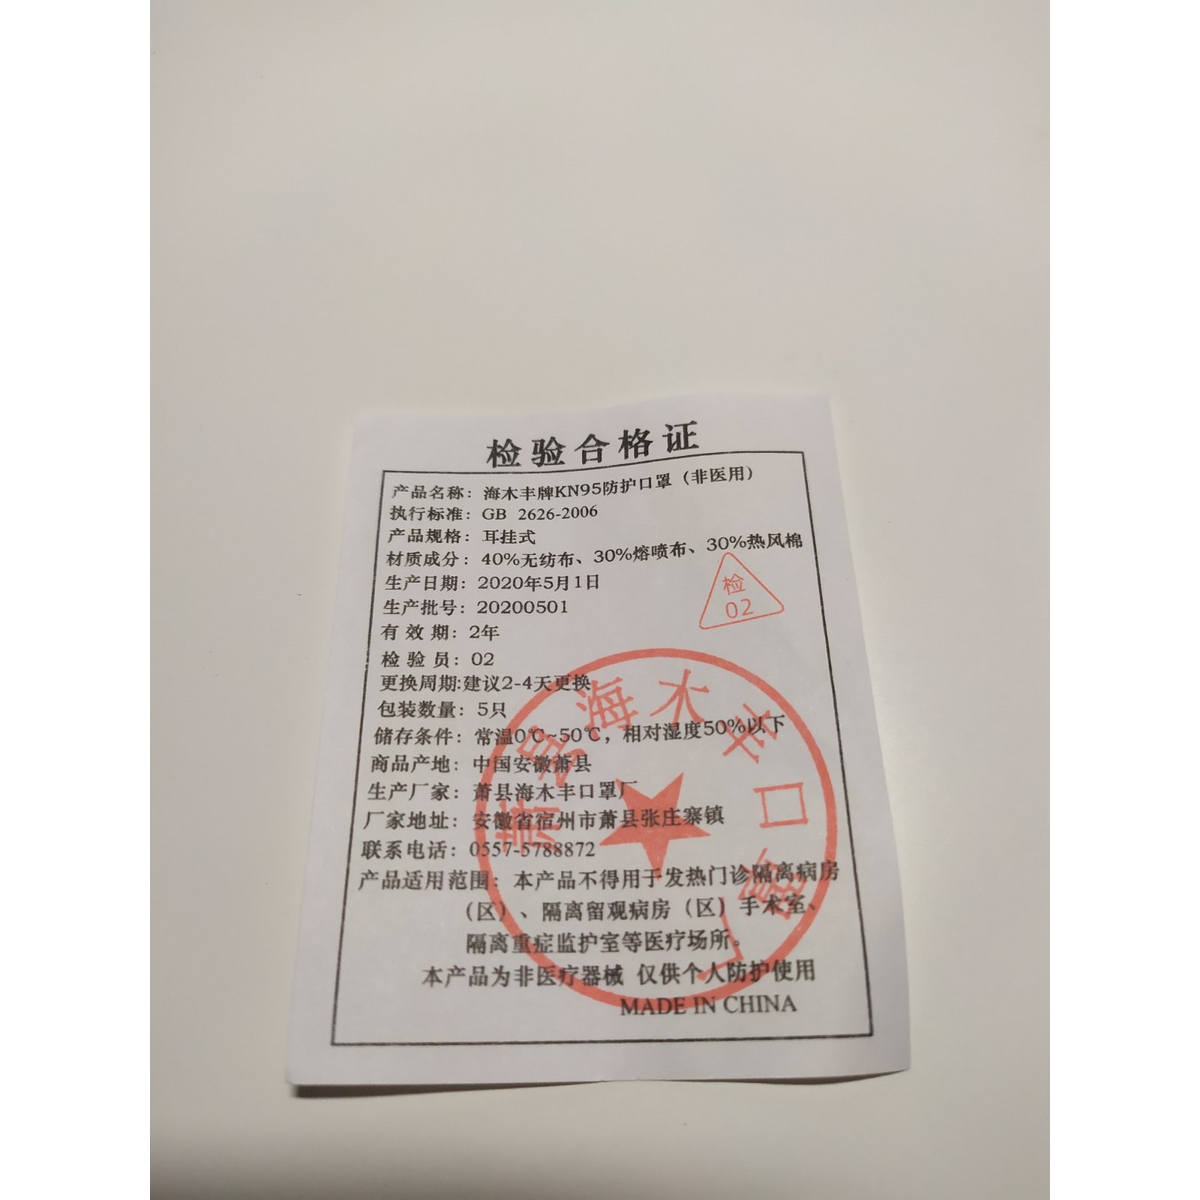 检验合格证
产品名称：海木丰牌KN95防护口罩（非医用）
执行标准：GB 2626-2006
产品规格：耳挂式
材质成分：40%无纺布、30%熔喷布、30%热风棉
生产日期：2020年5月1日
检
02
生产批号：20200501
有 效 期：2年
检 验 员：02
更换周期:建议2-4天更换
包装数量：5只
储存条件：常温0℃~50℃，相对湿度50%以下
商品产地：中国安徽萧县
生产厂家：萧县海木丰口罩厂
厂家地址：安徽省宿州市萧县张庄寨镇
联系电话：0557-5788872
产品适用范围：本产品不得用于发热门诊隔离病房
（区）、隔离留观病房（区）手术室、
隔离重症监护室等医疗场所。
本产品为非医疗器械 仅供个人防护使用
MADE IN CHINA
萧县海木丰口罩厂